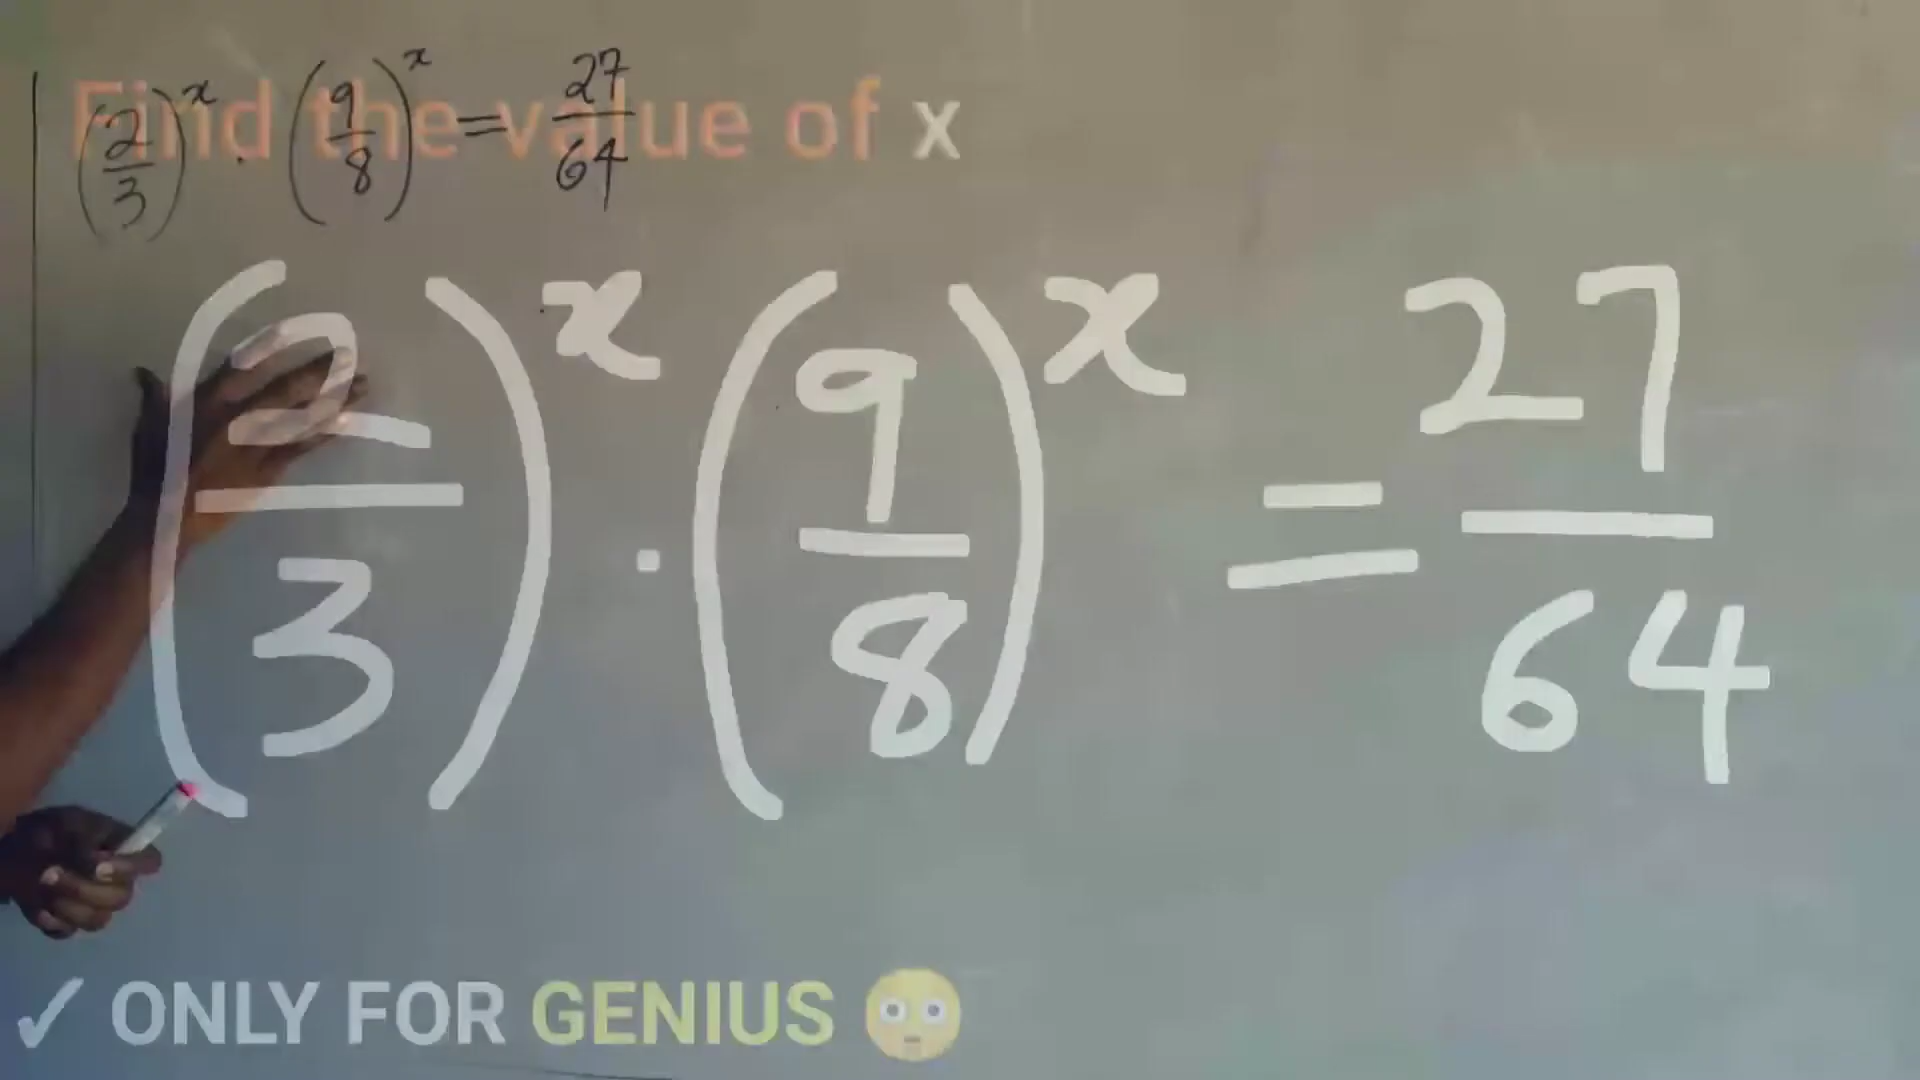 Find the value of x
(2/3)^x . (9/8)^x = 27/64
(2/3)^x . (9/8)^x = 27/64
✓ ONLY FOR GENIUS 😳